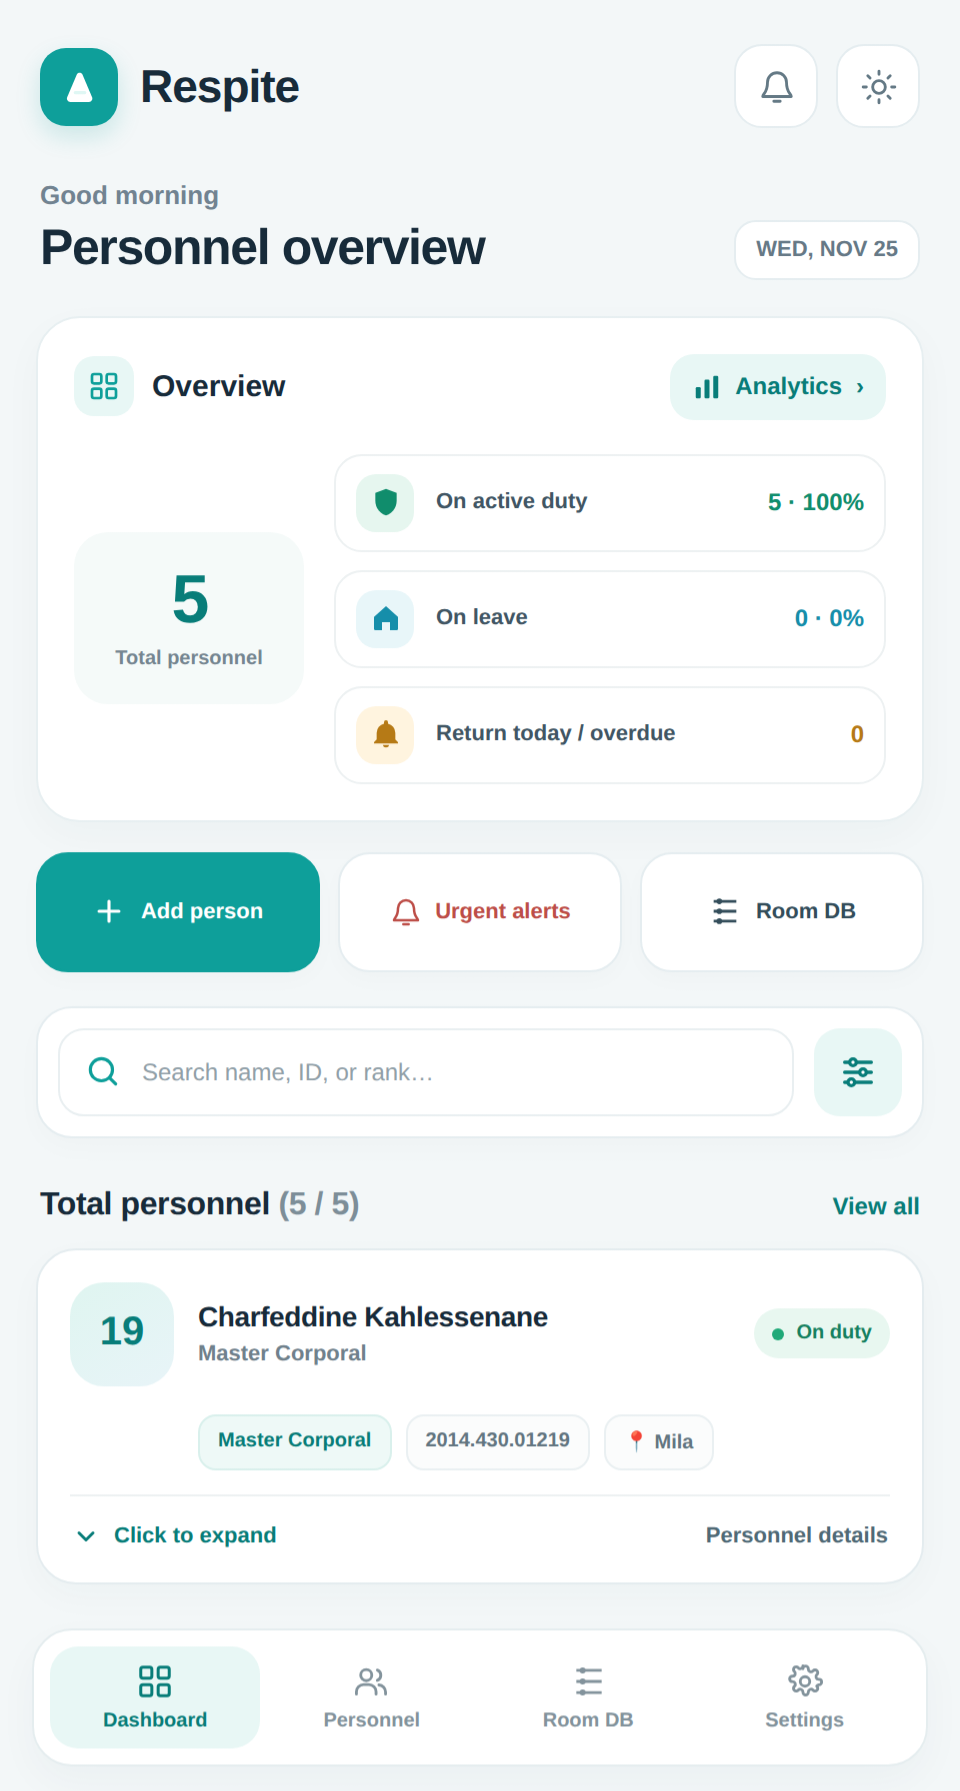 Respite
Good morning
Personnel overview
WED, NOV 25
Overview
Analytics ›
5
Total personnel
On active duty
5 · 100%
On leave
0 · 0%
Return today / overdue
0
Add person
Urgent alerts
Room DB
Search name, ID, or rank…
Total personnel (5 / 5)
View all
19
Charfeddine Kahlessenane
Master Corporal
On duty
Master Corporal
2014.430.01219
📍 Mila
Click to expand
Personnel details
Dashboard
Personnel
Room DB
Settings